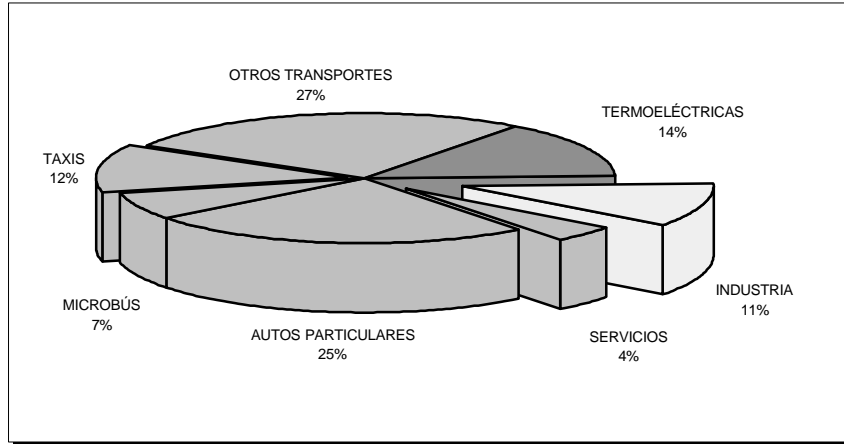 OTROS TRANSPORTES
27%
TERMOELÉCTRICAS
14%
TAXIS
12%
INDUSTRIA
11%
MICROBÚS
7%
AUTOS PARTICULARES
25%
SERVICIOS
4%